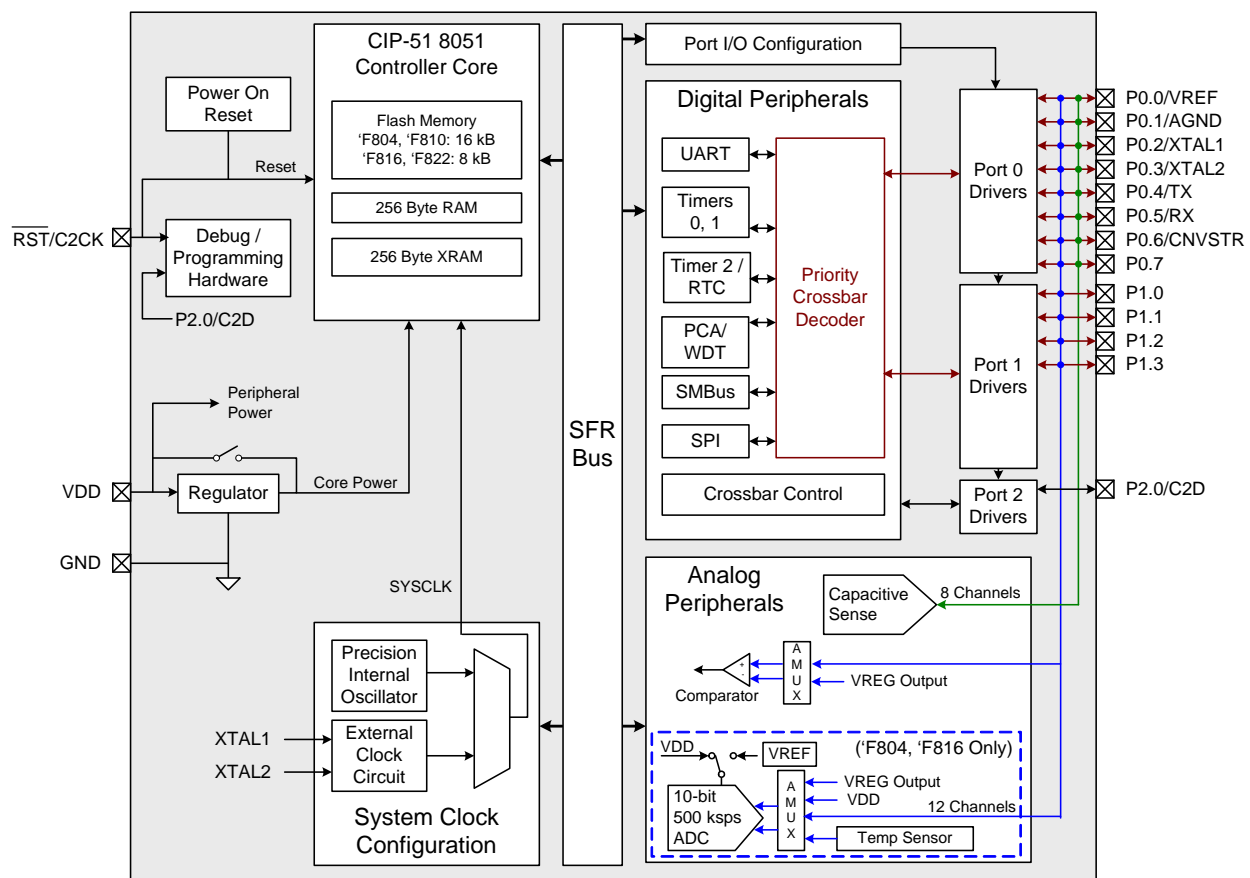 CIP-51 8051
Controller Core
Flash Memory
‘F804, ‘F810: 16 kB
‘F816, ‘F822: 8 kB
256 Byte RAM
256 Byte XRAM
Power On
Reset
Reset
RST/C2CK
Debug /
Programming
Hardware
P2.0/C2D
Peripheral
Power
VDD
Regulator
Core Power
GND
SYSCLK
Precision
Internal
Oscillator
XTAL1
XTAL2
External
Clock
Circuit
System Clock
Configuration
SFR
Bus
Port I/O Configuration
Digital Peripherals
UART
Timers
0, 1
Timer 2 /
RTC
PCA/
WDT
SMBus
SPI
Priority
Crossbar
Decoder
Crossbar Control
Port 0
Drivers
Port 1
Drivers
Port 2
Drivers
P0.0/VREF
P0.1/AGND
P0.2/XTAL1
P0.3/XTAL2
P0.4/TX
P0.5/RX
P0.6/CNVSTR
P0.7
P1.0
P1.1
P1.2
P1.3
P2.0/C2D
Analog
Peripherals
Capacitive
Sense
8 Channels
+
-
Comparator
A
M
U
X
VREG Output
(‘F804, ‘F816 Only)
VDD
VREF
10-bit
500 ksps
ADC
A
M
U
X
VREG Output
VDD
12 Channels
Temp Sensor